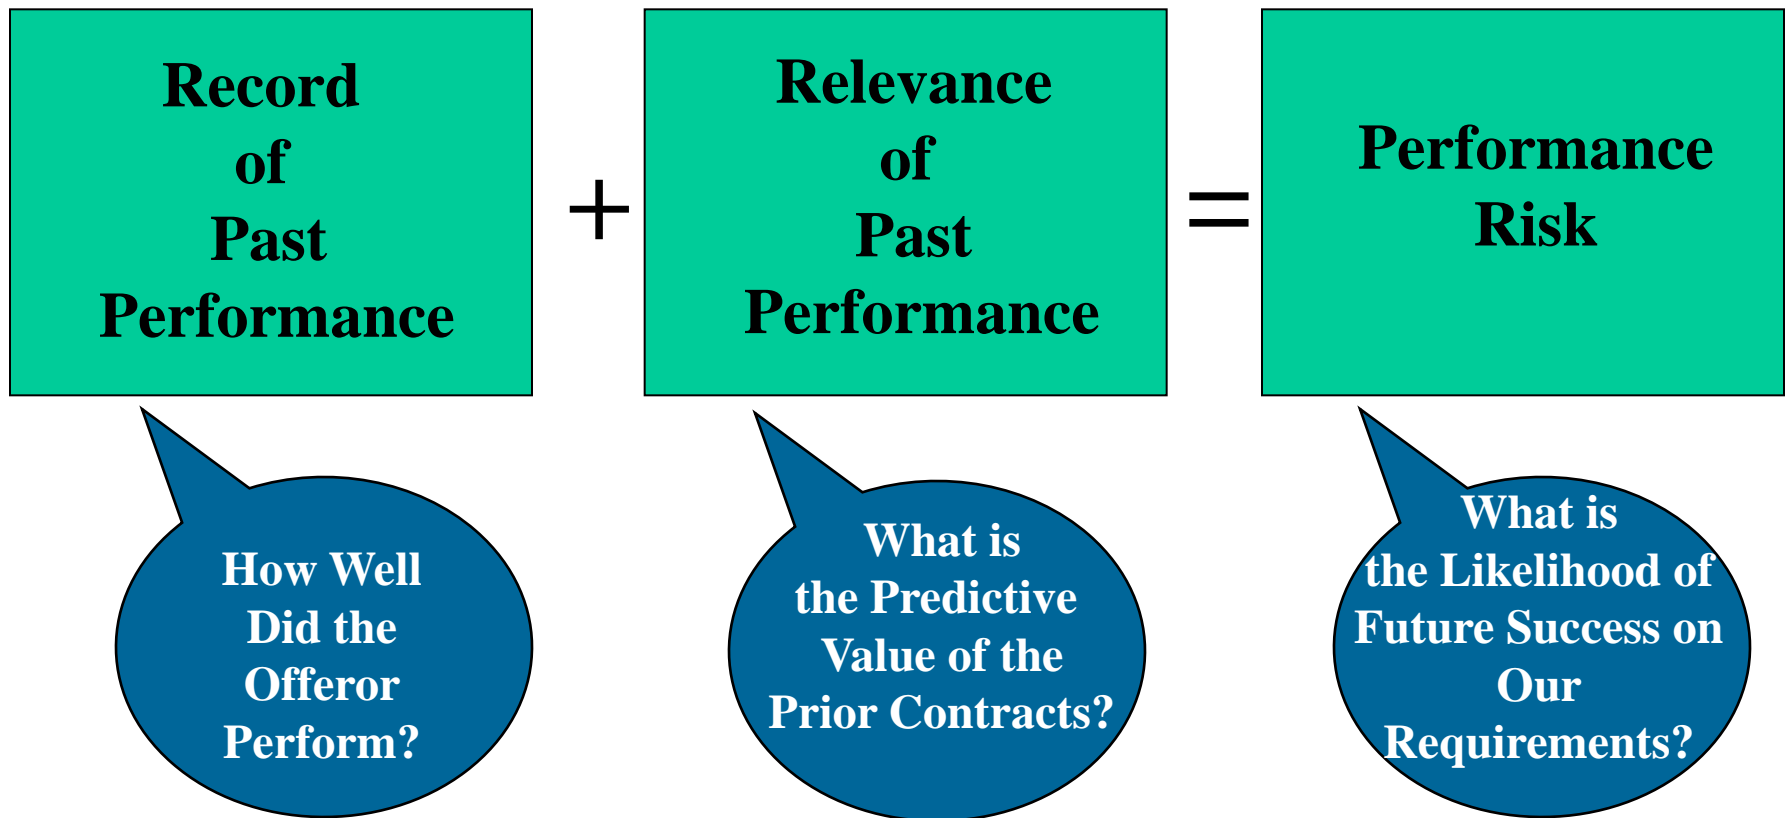 Record
of
Past
Performance
+
Relevance
of
Past
Performance
=
Performance
Risk
How Well
Did the
Offeror
Perform?
What is
the Predictive
Value of the
Prior Contracts?
What is
the Likelihood of
Future Success on
Our
Requirements?